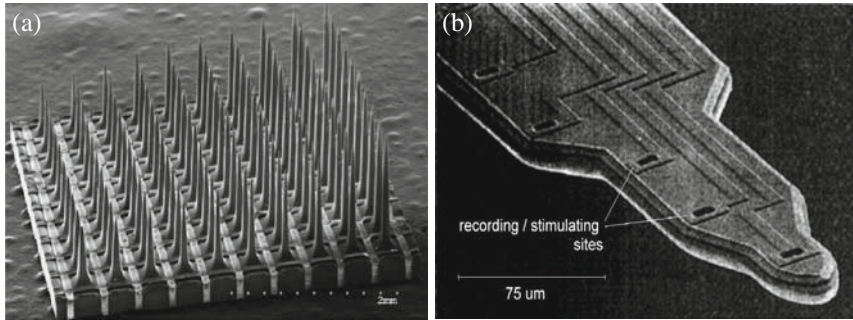 (a)
2mm
(b)
recording / stimulating
sites
75 um